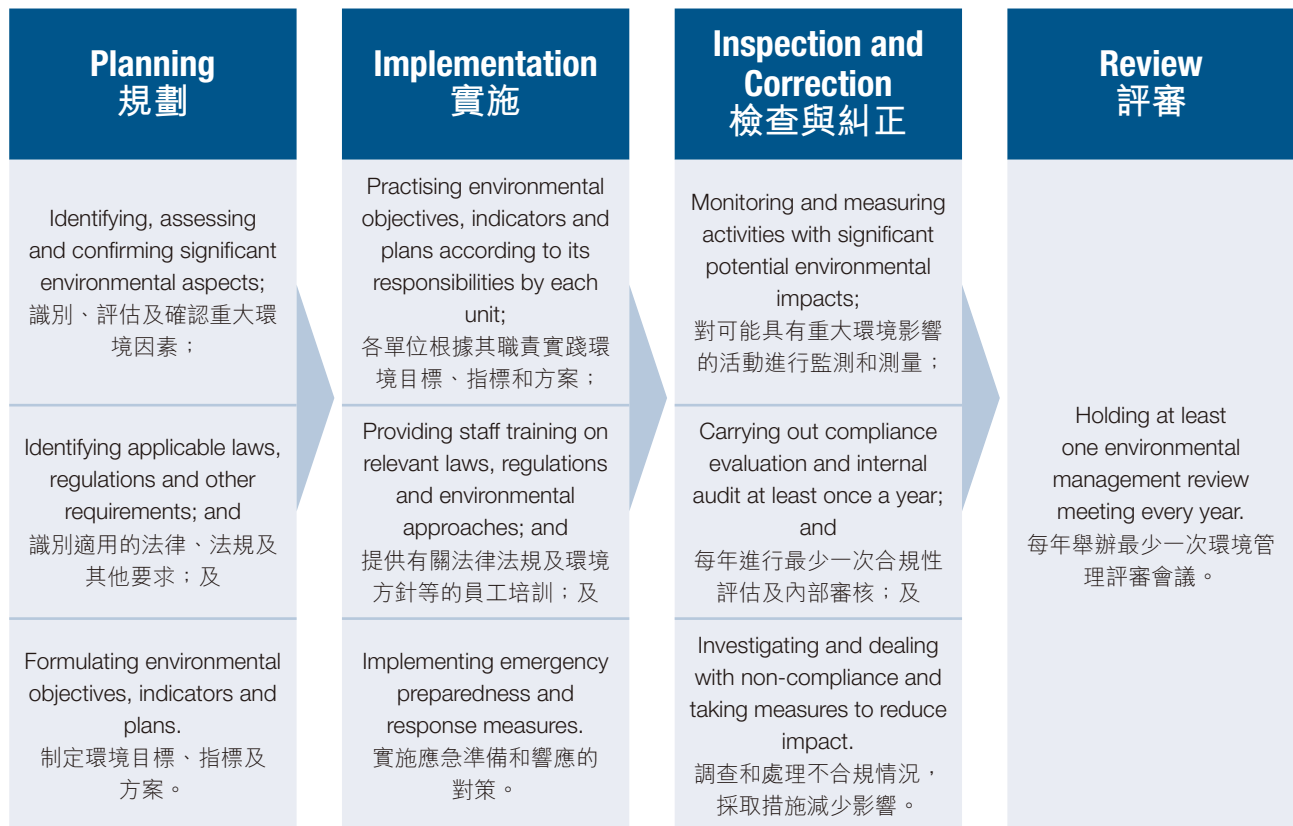 Planning
規劃
Identifying, assessing
and confirming significant
environmental aspects;
識別、評估及確認重大環
境因素；
Identifying applicable laws,
regulations and other
requirements; and
識別適用的法律、法規及
其他要求；及
Formulating environmental
objectives, indicators and
plans.
制定環境目標、指標及
方案。
Implementation
實施
Practising environmental
objectives, indicators and
plans according to its
responsibilities by each
unit;
各單位根據其職責實踐環
境目標、指標和方案；
Providing staff training on
relevant laws, regulations
and environmental
approaches; and
提供有關法律法規及環境
方針等的員工培訓；及
Implementing emergency
preparedness and
response measures.
實施應急準備和響應的
對策。
Inspection and
Correction
檢查與糾正
Monitoring and measuring
activities with significant
potential environmental
impacts;
對可能具有重大環境影響
的活動進行監測和測量；
Carrying out compliance
evaluation and internal
audit at least once a year;
and
每年進行最少一次合規性
評估及內部審核；及
Investigating and dealing
with non-compliance and
taking measures to reduce
impact.
調查和處理不合規情況，
採取措施減少影響。
Review
評審
Holding at least
one environmental
management review
meeting every year.
每年舉辦最少一次環境管
理評審會議。